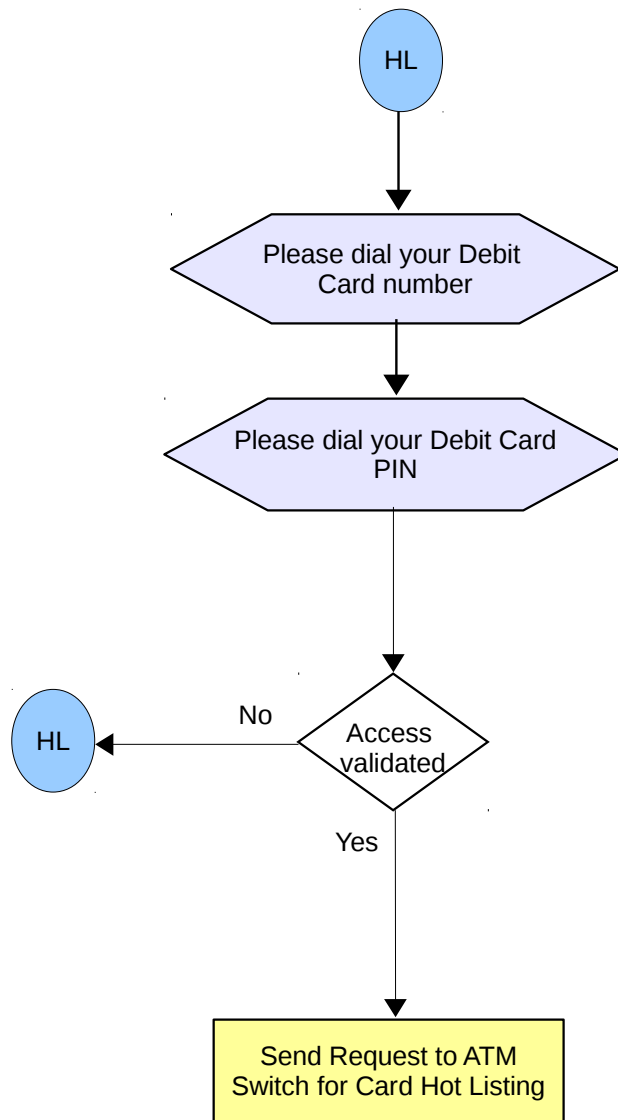 HL
Please dial your Debit
Card number
Please dial your Debit Card
PIN
No
HL
Access
validated
Yes
Send Request to ATM
Switch for Card Hot Listing